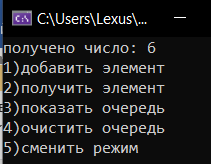 C:\Users\Lexus\...
получено число: 6
1)добавить элемент
2)получить элемент
3)показать очередь
4)очистить очередь
5)сменить режим